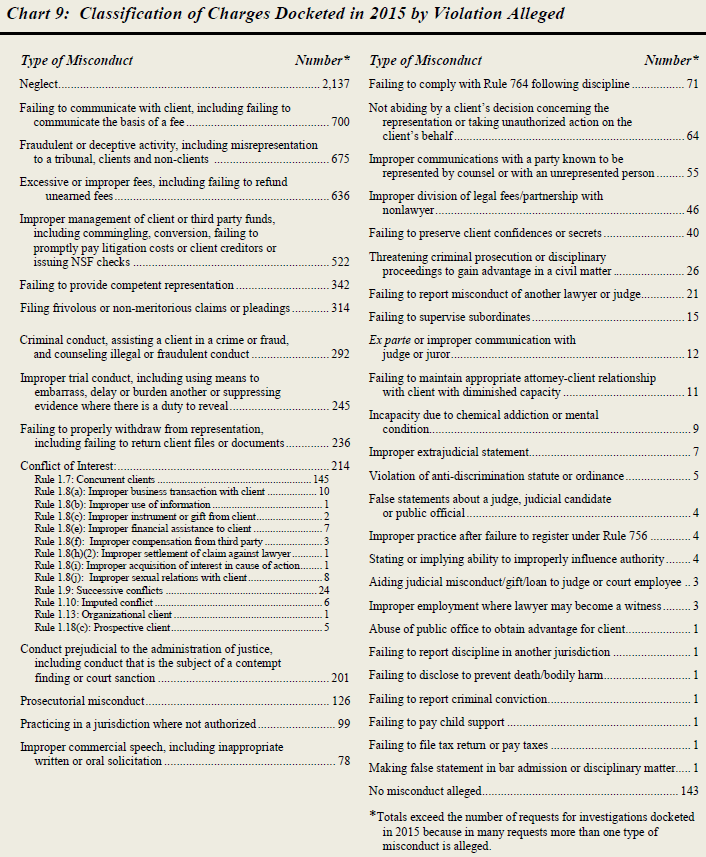 Chart 9: Classification of Charges Docketed in 2015 by Violation Alleged
Type of Misconduct Number*
Neglect 2,137
Failing to communicate with client, including failing to
communicate the basis of a fee 700
Fraudulent or deceptive activity, including misrepresentation
to a tribunal, clients and non-clients 675
Excessive or improper fees, including failing to refund
unearned fees 636
Improper management of client or third party funds,
including commingling, conversion, failing to
promptly pay litigation costs or client creditors or
issuing NSF checks 522
Failing to provide competent representation 342
Filing frivolous or non-meritorious claims or pleadings 314
Criminal conduct, assisting a client in a crime or fraud,
and counseling illegal or fraudulent conduct 292
Improper trial conduct, including using means to
embarrass, delay or burden another or suppressing
evidence where there is a duty to reveal 245
Failing to properly withdraw from representation,
including failing to return client files or documents 236
Conflict of Interest: 214
Rule 1.7: Concurrent clients 145
Rule 1.8(a): Improper business transaction with client 10
Rule 1.8(b): Improper use of information 1
Rule 1.8(c): Improper instrument or gift from client 2
Rule 1.8(e): Improper financial assistance to client 7
Rule 1.8(f): Improper compensation from third party 3
Rule 1.8(h)(2): Improper settlement of claim against lawyer 1
Rule 1.8(i): Improper acquisition of interest in cause of action 1
Rule 1.8(j): Improper sexual relations with client 8
Rule 1.9: Successive conflicts 24
Rule 1.10: Imputed conflict 6
Rule 1.13: Organizational client 1
Rule 1.18(c): Prospective client 5
Conduct prejudicial to the administration of justice,
including conduct that is the subject of a contempt
finding or court sanction 201
Prosecutorial misconduct 126
Practicing in a jurisdiction where not authorized 99
Improper commercial speech, including inappropriate
written or oral solicitation 78
Type of Misconduct Number*
Failing to comply with Rule 764 following discipline 71
Not abiding by a client's decision concerning the
representation or taking unauthorized action on the
client's behalf 64
Improper communications with a party known to be
represented by counsel or with an unrepresented person 55
Improper division of legal fees/partnership with
nonlawyer 46
Failing to preserve client confidences or secrets 40
Threatening criminal prosecution or disciplinary
proceedings to gain advantage in a civil matter 26
Failing to report misconduct of another lawyer or judge 21
Failing to supervise subordinates 15
Ex parte or improper communication with
judge or juror 12
Failing to maintain appropriate attorney-client relationship
with client with diminished capacity 11
Incapacity due to chemical addiction or mental
condition 9
Improper extrajudicial statement 7
Violation of anti-discrimination statute or ordinance 5
False statements about a judge, judicial candidate
or public official 4
Improper practice after failure to register under Rule 756 4
Stating or implying ability to improperly influence authority 4
Aiding judicial misconduct/gift/loan to judge or court employee 3
Improper employment where lawyer may become a witness 3
Abuse of public office to obtain advantage for client 1
Failing to report discipline in another jurisdiction 1
Failing to disclose to prevent death/bodily harm 1
Failing to report criminal conviction 1
Failing to pay child support 1
Failing to file tax return or pay taxes 1
Making false statement in bar admission or disciplinary matter 1
No misconduct alleged 143
*Totals exceed the number of requests for investigations docketed
in 2015 because in many requests more than one type of
misconduct is alleged.